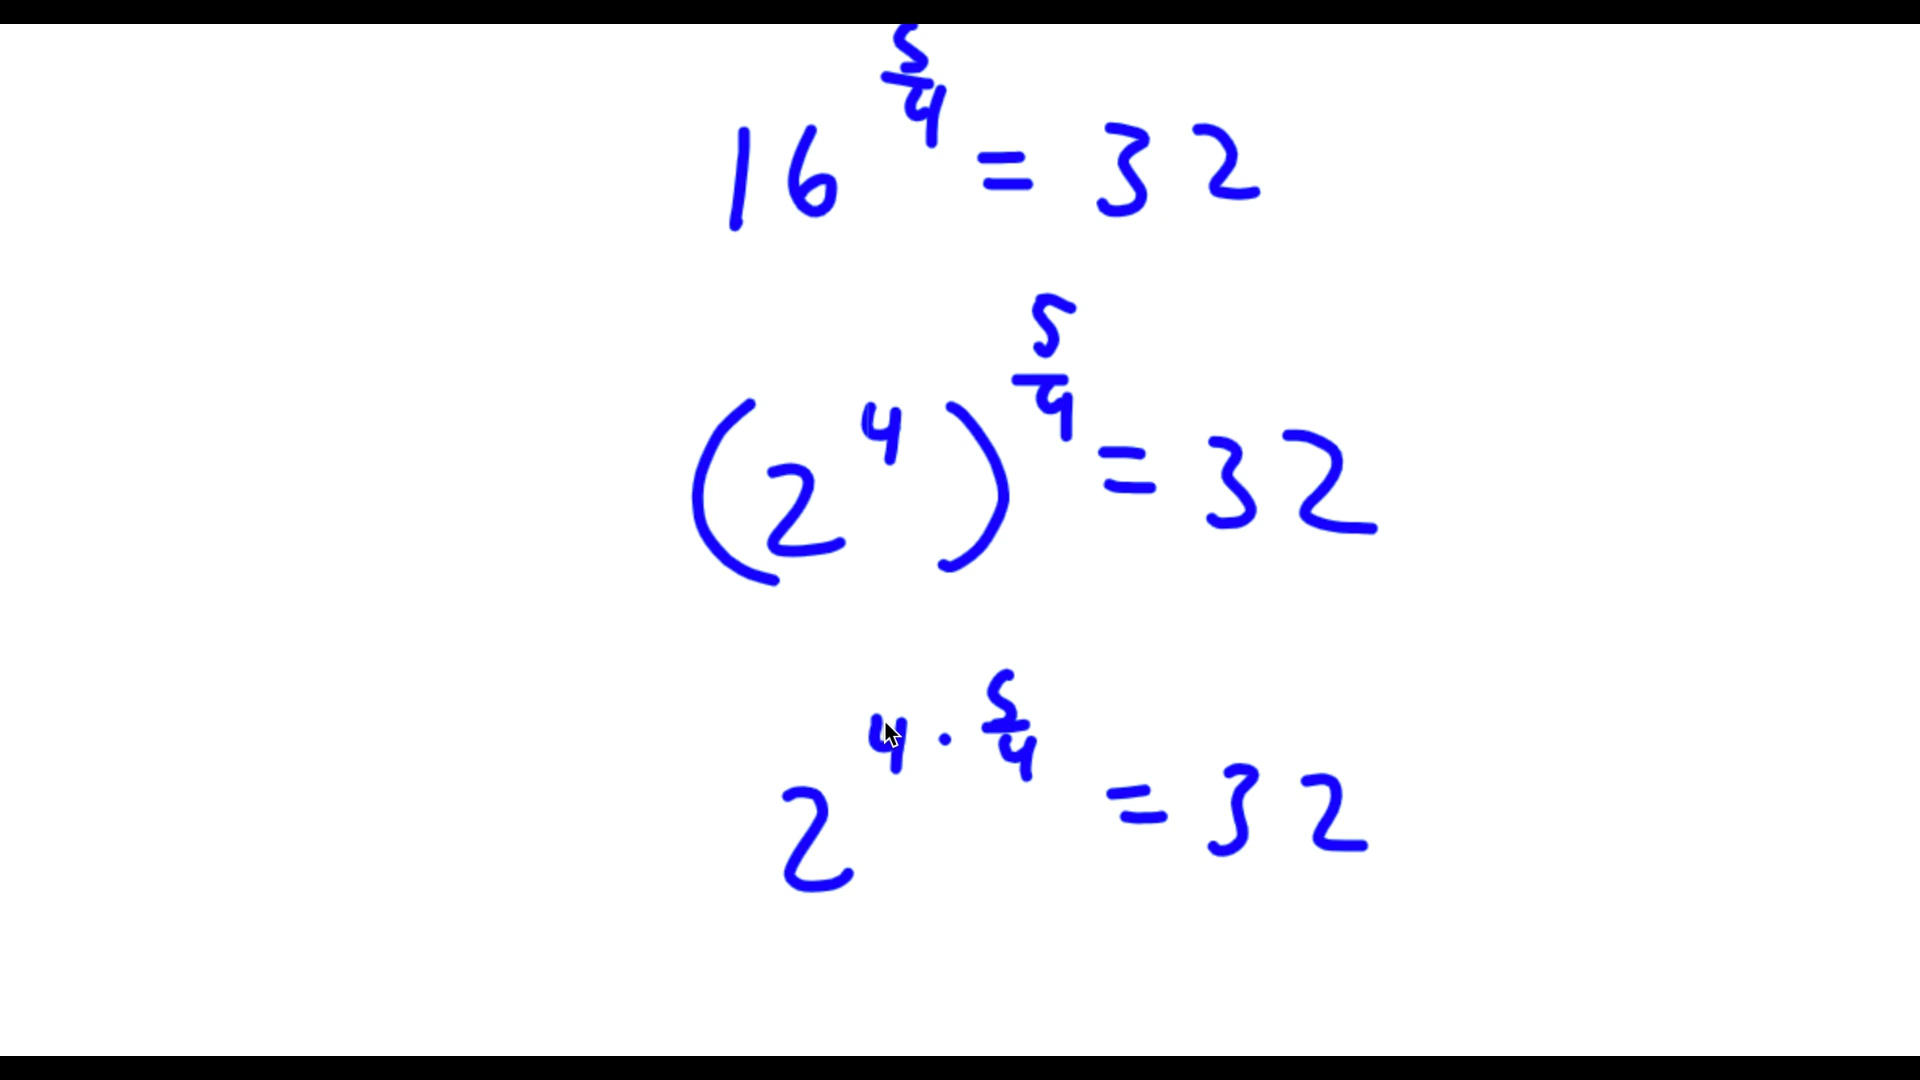 16^(5/4) = 32
(2^4)^(5/4) = 32
2^(4·5/4) = 32